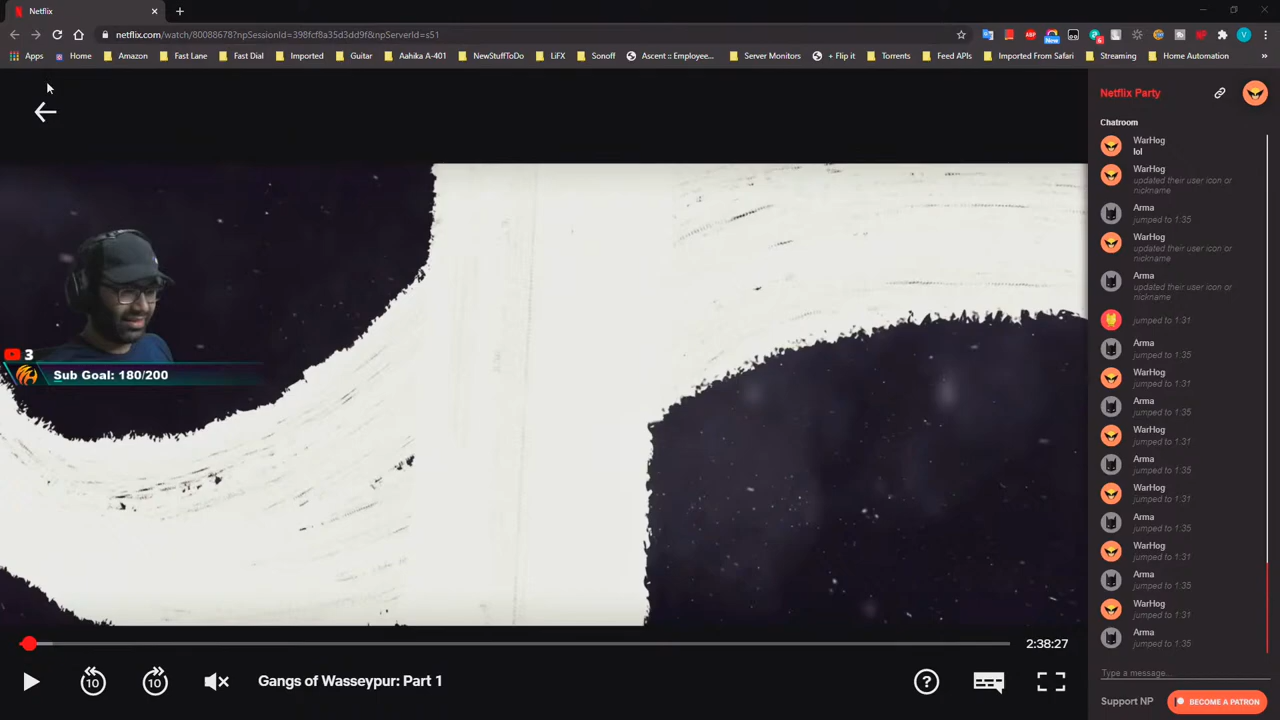 Netflix
netflix.com/watch/80088678?npSessionId=398fcf8a35d3dd9f&npServerId=s51
Apps Home Amazon Fast Lane Fast Dial Important Bar Sahika A-401 NewStuffToDo LiFi Sonoff Ascent :: Employee... Server Monitors + Flip it Torrents Feed APIs Imported From Safari Streaming Home Automation »
Netflix Party
Chatroom
WarHog
lol
WarHog
updated their user icon or
nickname
Arma
jumped to 1:35
WarHog
updated their user icon or
nickname
Arma
updated their user icon or
nickname
jumped to 1:31
Arma
jumped to 1:35
WarHog
jumped to 1:31
Arma
jumped to 1:35
WarHog
jumped to 1:31
Arma
jumped to 1:35
WarHog
jumped to 1:31
Arma
jumped to 1:35
WarHog
jumped to 1:31
Arma
jumped to 1:35
WarHog
jumped to 1:31
Arma
jumped to 1:35
3
Sub Goal: 180/200
2:38:27
10 10 Gangs of Wasseypur: Part 1 ?
Type a message...
Support NP BECOME A PATRON